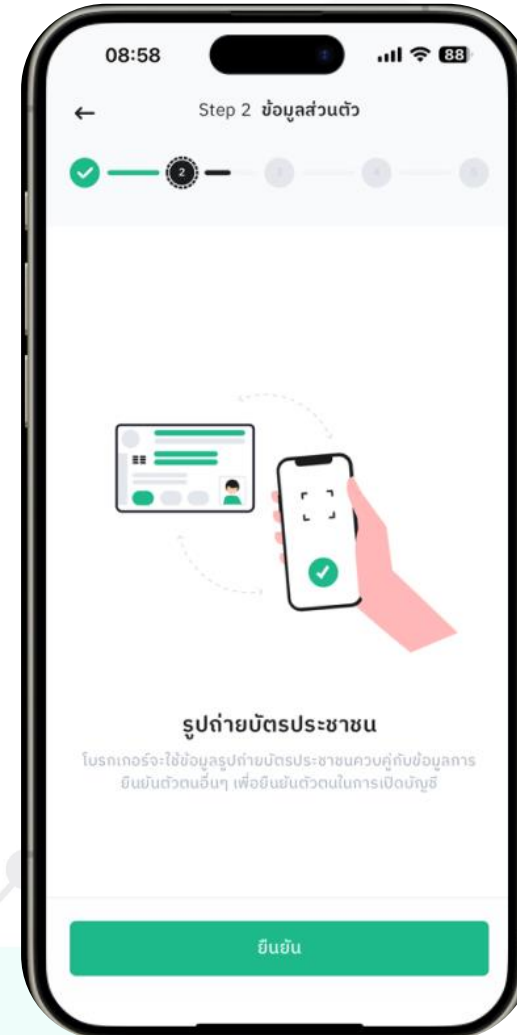 08:58
88
Step 2 ข้อมูลส่วนตัว
2
3
4
5
รูปถ่ายบัตรประชาชน
โบรกเกอร์จะใช้ข้อมูลรูปถ่ายบัตรประชาชนควบคู่กับข้อมูลการ
ยืนยันตัวตนอื่นๆ เพื่อยืนยันตัวตนในการเปิดบัญชี
ยืนยัน